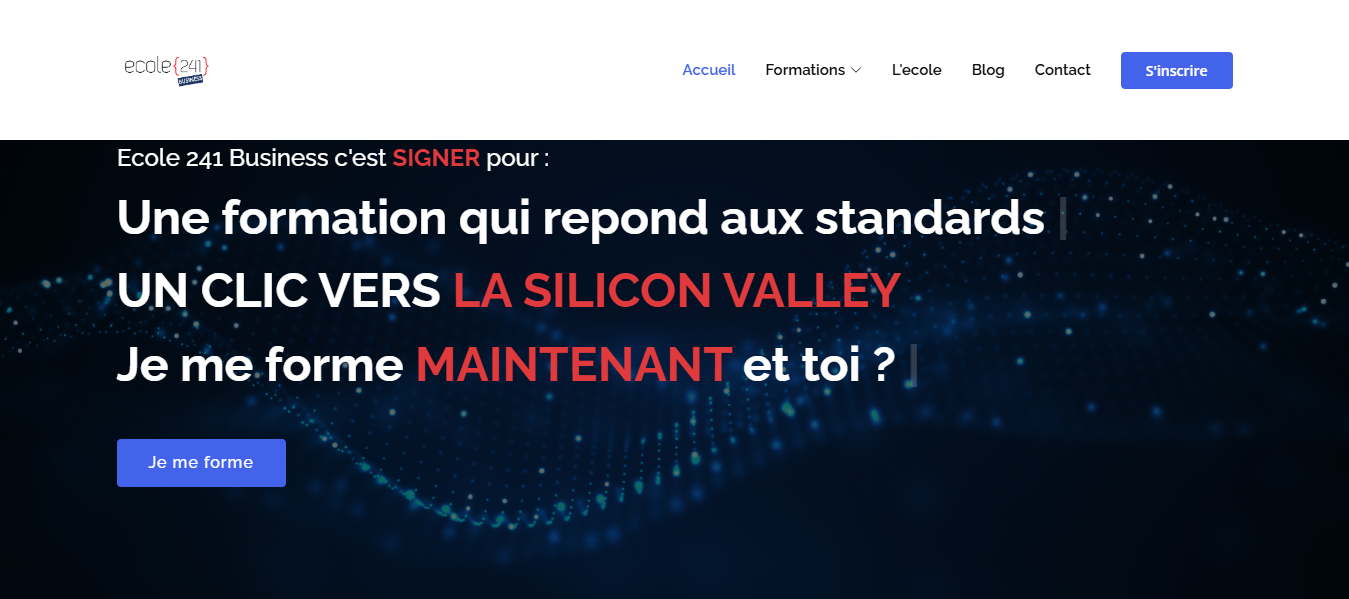 ecole{241}
BUSINESS
Accueil
Formations
L'ecole
Blog
Contact
S'inscrire
Ecole 241 Business c'est SIGNER pour :
Une formation qui repond aux standards |
UN CLIC VERS LA SILICON VALLEY
Je me forme MAINTENANT et toi ? |
Je me forme